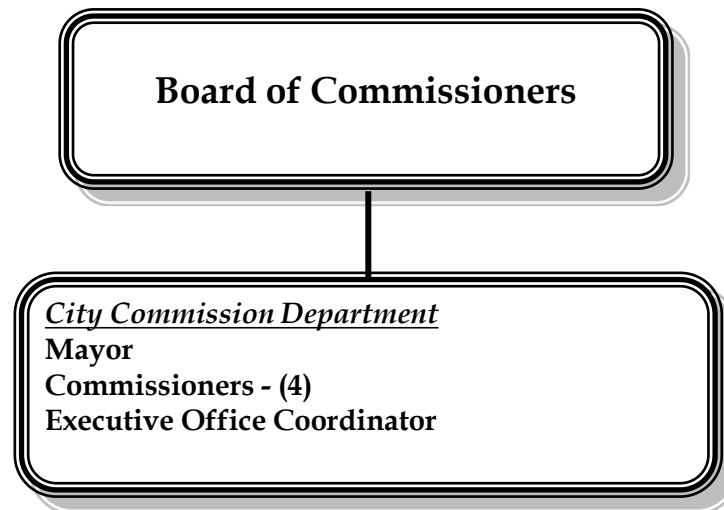 Board of Commissioners
City Commission Department
Mayor
Commissioners - (4)
Executive Office Coordinator